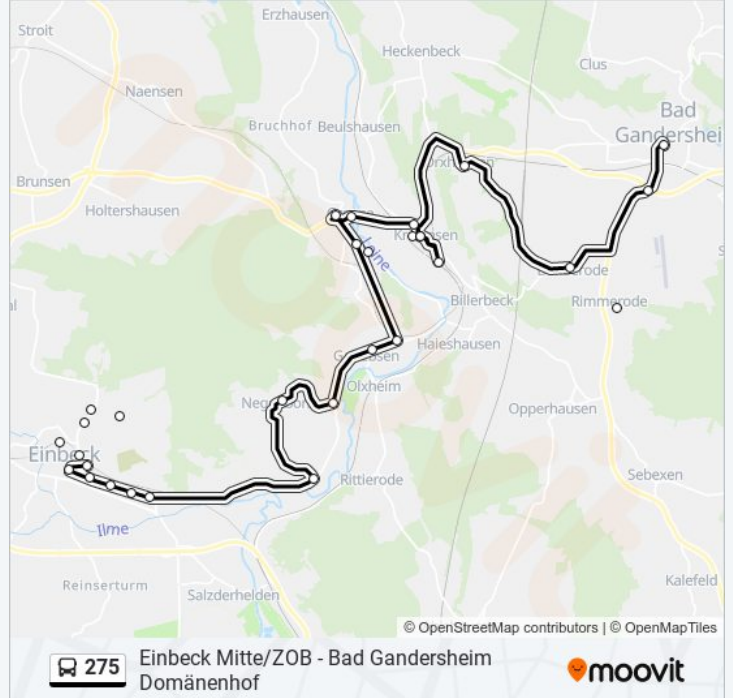 Erzhausen
Stroit
Heckenbeck
Clus
Naensen
Bad
Gandershei
Bruchhof
Beulshausen
Brunsen
Holtershausen
Leine
Rimmerode
Billerbeck
Haieshausen
Olxheim
Opperhausen
Einbeck
Rittierode
Sebexen
Ilme
Reinserturm
Salzderhelden
Kalefeld
© OpenStreetMap contributors | © OpenMapTiles
275
Einbeck Mitte/ZOB - Bad Gandersheim
Domänenhof
moovit